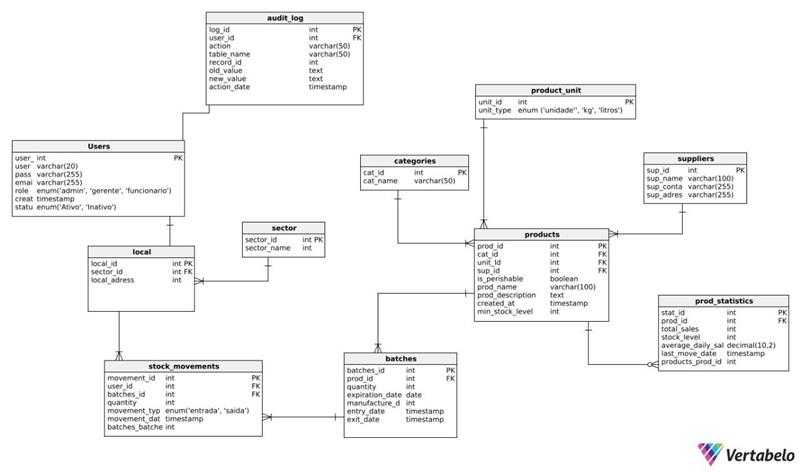 audit_log
log_id int PK
user_id int FK
action varchar(50)
table_name varchar(50)
record_id int
old_value text
new_value text
action_date timestamp
product_unit
unit_id int PK
unit_type enum ('unidade'', 'kg', 'litros')
Users
user_ int PK
user varchar(20)
pass varchar(255)
emai varchar(255)
role enum('admin', 'gerente', 'funcionario')
creat timestamp
statu enum('Ativo', 'Inativo')
categories
cat_id int PK
cat_name varchar(50)
suppliers
sup_id int PK
sup_name varchar(100)
sup_conta varchar(255)
sup_adres varchar(255)
sector
sector_id int PK
sector_name int
local
local_id int PK
sector_id int FK
local_adress int
products
prod_id int PK
cat_id int FK
unit_Id int FK
sup_id int FK
is_perishable boolean
prod_name varchar(100)
prod_description text
created_at timestamp
min_stock_level int
prod_statistics
stat_id int PK
prod_id int FK
total_sales int
stock_level int
average_daily_sal decimal(10,2)
last_move_date timestamp
products_prod_id int
stock_movements
movement_id int PK
user_id int FK
batches_id int FK
quantity int
movement_typ enum('entrada', 'saida')
movement_dat timestamp
batches_batche int
batches
batches_id int PK
prod_id int FK
quantity int
expiration_date date
manufacture_d int
entry_date timestamp
exit_date timestamp
Vertabelo